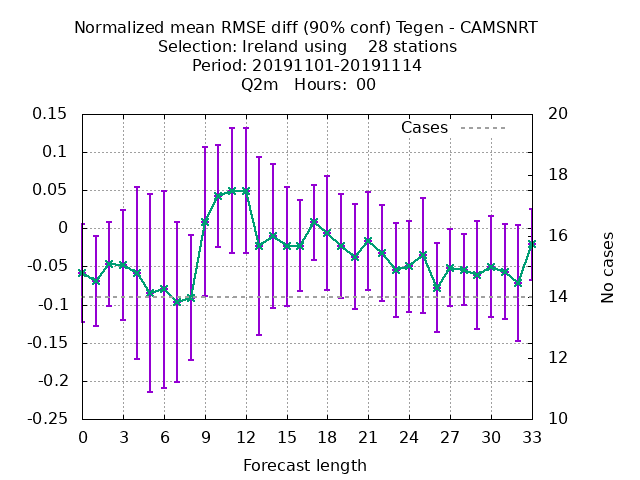 Normalized mean RMSE diff (90% conf) Tegen - CAMSNRT
Selection: Ireland using    28 stations
Period: 20191101-20191114
Q2m   Hours: 00
Cases
0.15
0.1
0.05
0
-0.05
-0.1
-0.15
-0.2
-0.25
20
18
16
14
12
10
No cases
0 3 6 9 12 15 18 21 24 27 30 33
Forecast length